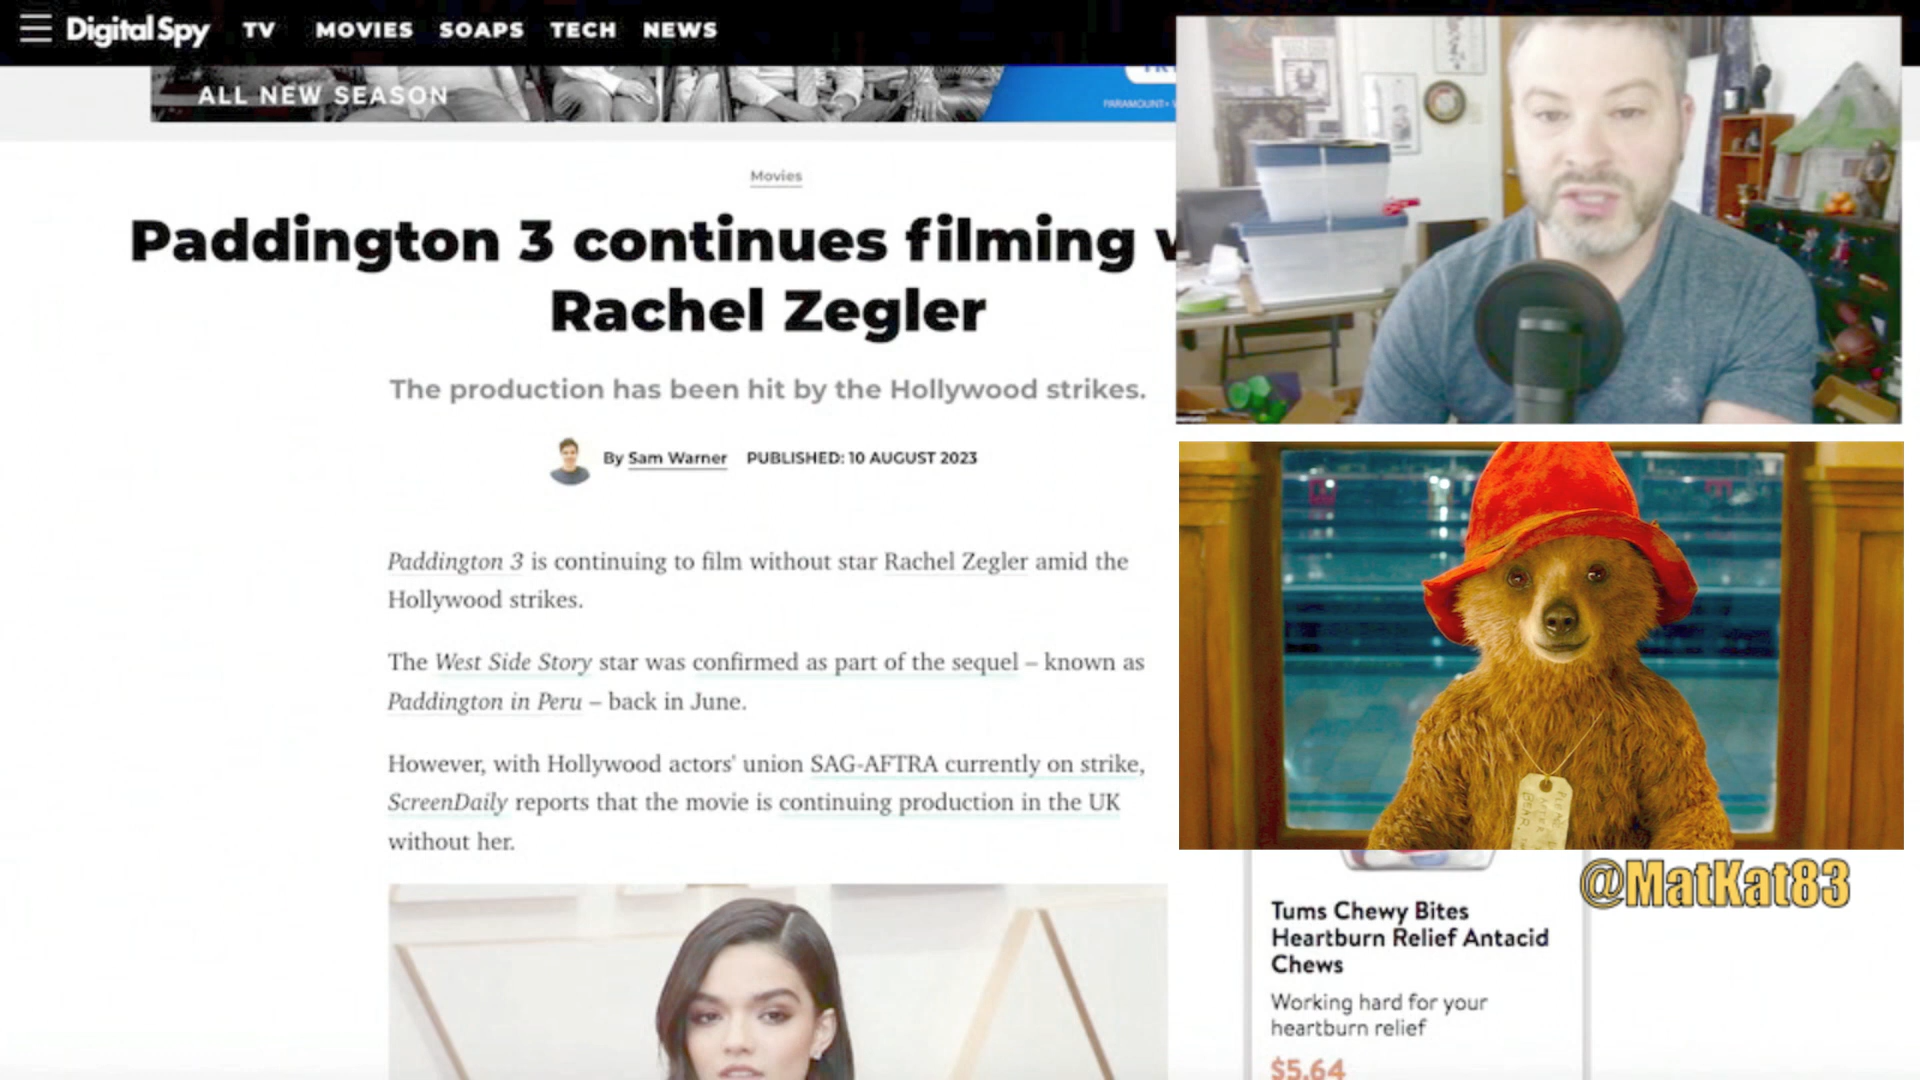 Digital Spy TV MOVIES SOAPS TECH NEWS
ALL NEW SEASON
PARAMOUNT+
Movies
Paddington 3 continues filming
Rachel Zegler
The production has been hit by the Hollywood strikes.
By Sam Warner PUBLISHED: 10 AUGUST 2023
Paddington 3 is continuing to film without star Rachel Zegler amid the
Hollywood strikes.
The West Side Story star was confirmed as part of the sequel – known as
Paddington in Peru – back in June.
However, with Hollywood actors' union SAG-AFTRA currently on strike,
ScreenDaily reports that the movie is continuing production in the UK
without her.
@MatKat83
Tums Chewy Bites
Heartburn Relief Antacid
Chews
Working hard for your
heartburn relief
$5.64